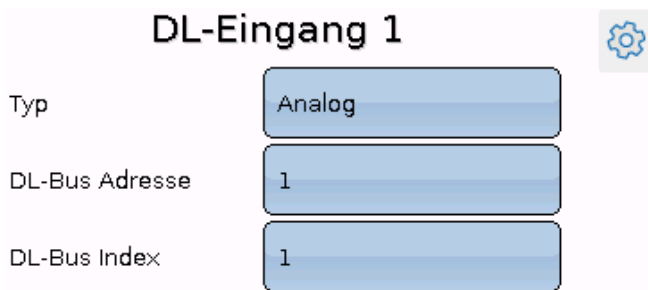 DL-Eingang 1
Typ Analog
DL-Bus Adresse 1
DL-Bus Index 1